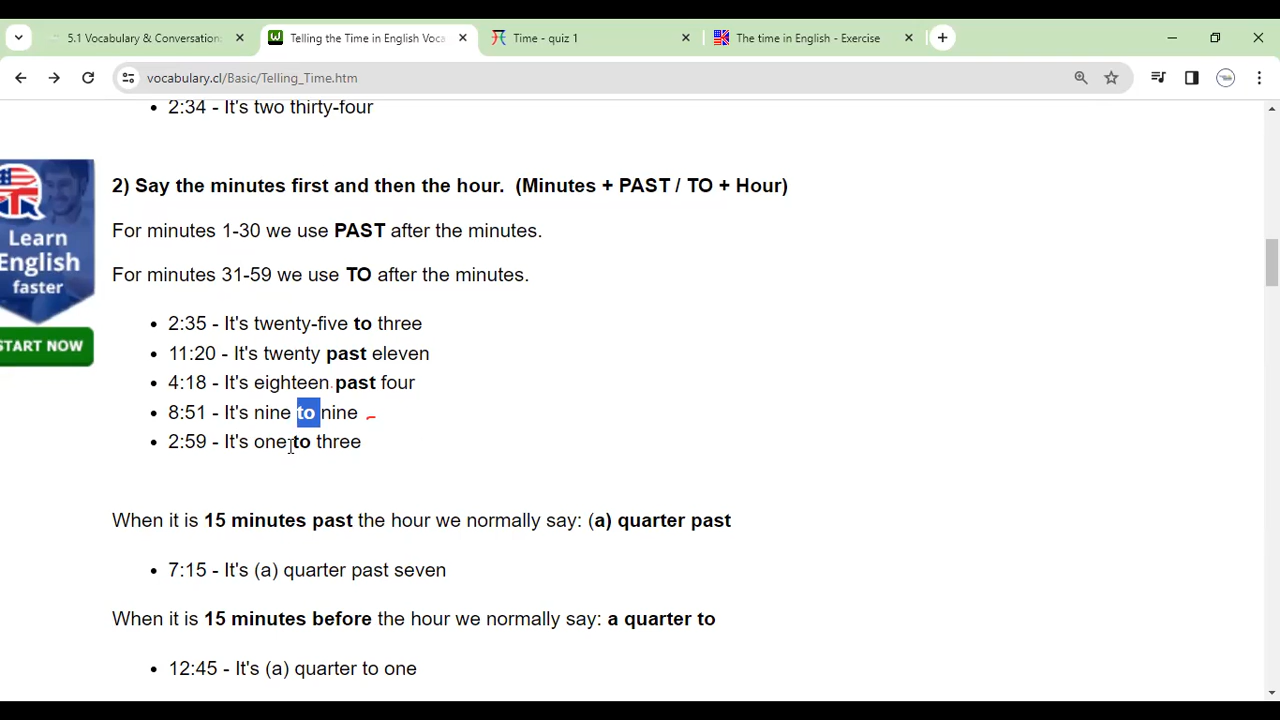 5.1 Vocabulary & Conversation
Telling the Time in English Voca
Time - quiz 1
The time in English - Exercise
vocabulary.cl/Basic/Telling_Time.htm
• 2:34 - It's two thirty-four
2) Say the minutes first and then the hour. (Minutes + PAST / TO + Hour)
For minutes 1-30 we use PAST after the minutes.
For minutes 31-59 we use TO after the minutes.
• 2:35 - It's twenty-five to three
• 11:20 - It's twenty past eleven
• 4:18 - It's eighteen past four
• 8:51 - It's nine to nine
• 2:59 - It's one to three
When it is 15 minutes past the hour we normally say: (a) quarter past
• 7:15 - It's (a) quarter past seven
When it is 15 minutes before the hour we normally say: a quarter to
• 12:45 - It's (a) quarter to one
Learn
English
faster
START NOW